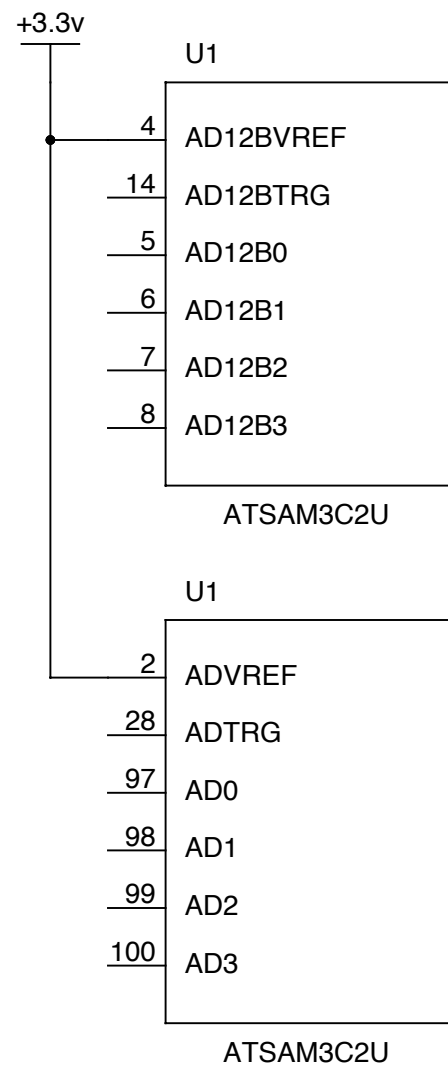 +3.3v
U1
4 AD12BVREF
14 AD12BTRG
5 AD12B0
6 AD12B1
7 AD12B2
8 AD12B3
ATSAM3C2U
U1
2 ADVREF
28 ADTRG
97 AD0
98 AD1
99 AD2
100 AD3
ATSAM3C2U